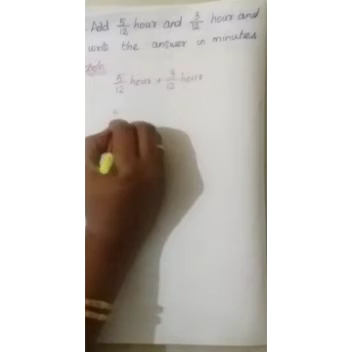 Add 5/12 hour and 3/12 hour and
write the answer in minutes
Soln
5/12 hour + 3/12 hour